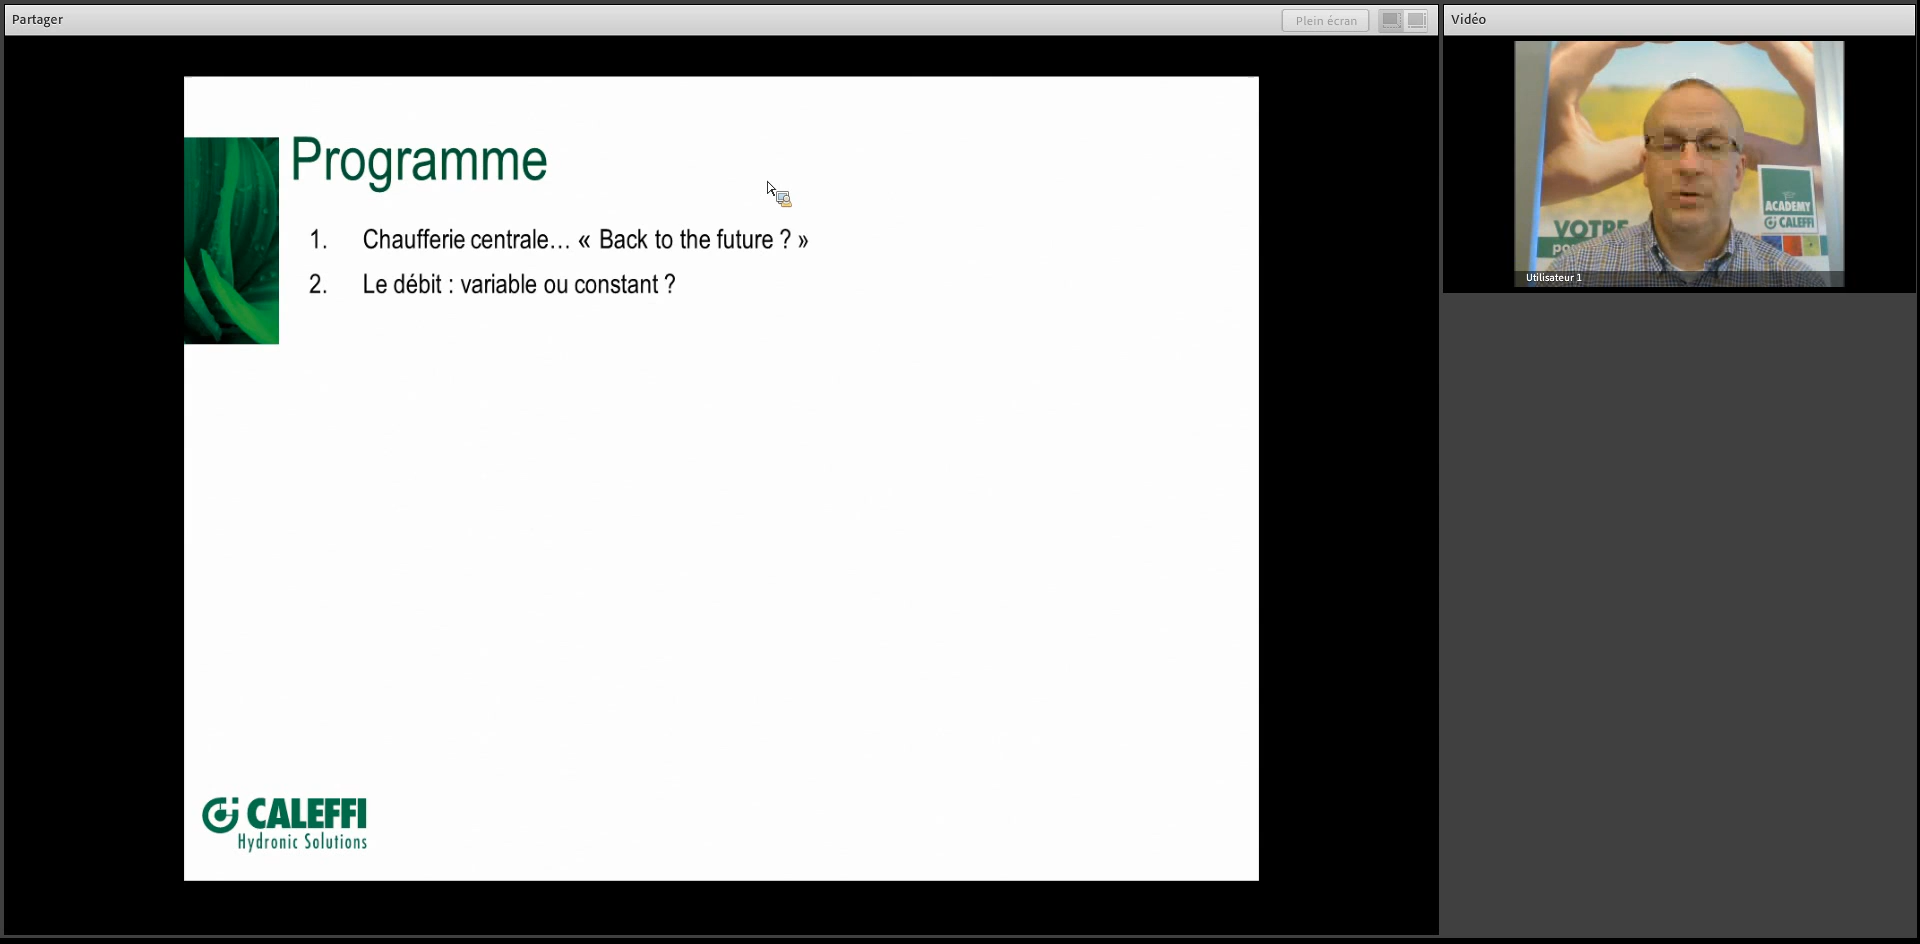 Partager
Plein écran
Vidéo
Programme
1. Chaufferie centrale… « Back to the future ? »
2. Le débit : variable ou constant ?
CALEFFI
Hydronic Solutions
ACADEMY
CALEFFI
VOTRE
Utilisateur 1